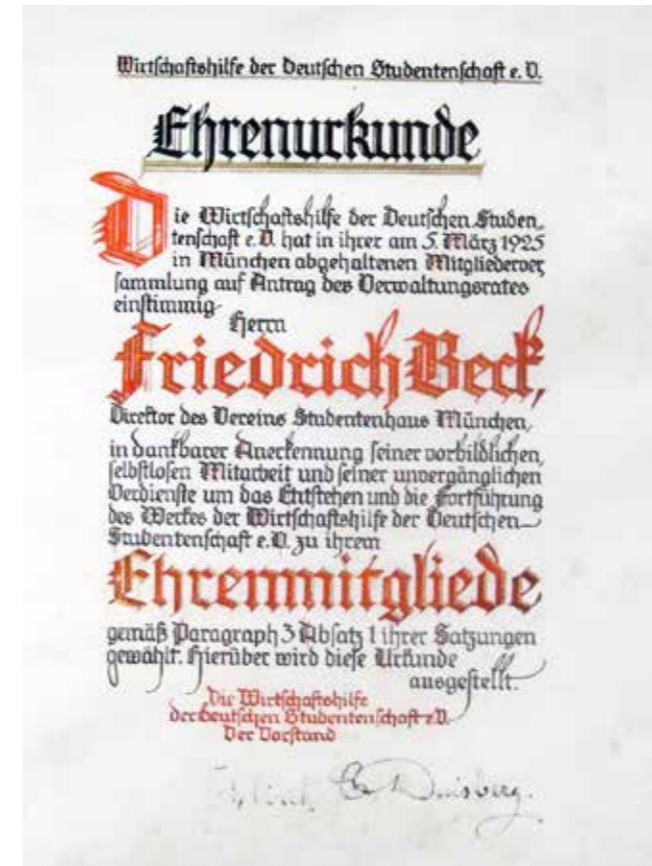 Wirtschaftshilfe der Deutschen Studentenschaft e. V.
Ehrenurkunde
Die Wirtschaftshilfe der Deutschen Studen-
tenschaft e. V. hat in ihrer am 5. März 1925
in München abgehaltenen Mitgliederver
sammlung auf Antrag des Verwaltungsrates
einstimmig
Herrn
Friedrich Beck,
Direktor des Vereins Studentenhaus München,
in dankbarer Anerkennung seiner vorbildlichen,
selbstlosen Mitarbeit und seiner unvergänglichen
Verdienste um das Entstehen und die Fortführung
des Werkes der Wirtschaftshilfe der Deutschen
Studentenschaft e. V. zu ihrem
Ehrenmitgliede
gemäß Paragraph 3 Absatz 1 ihrer Satzungen
gewählt. Hierüber wird diese Urkunde
ausgestellt.
Die Wirtschaftshilfe
der Deutschen Studentenschaft e. V.
Der Vorstand
Duisberg.